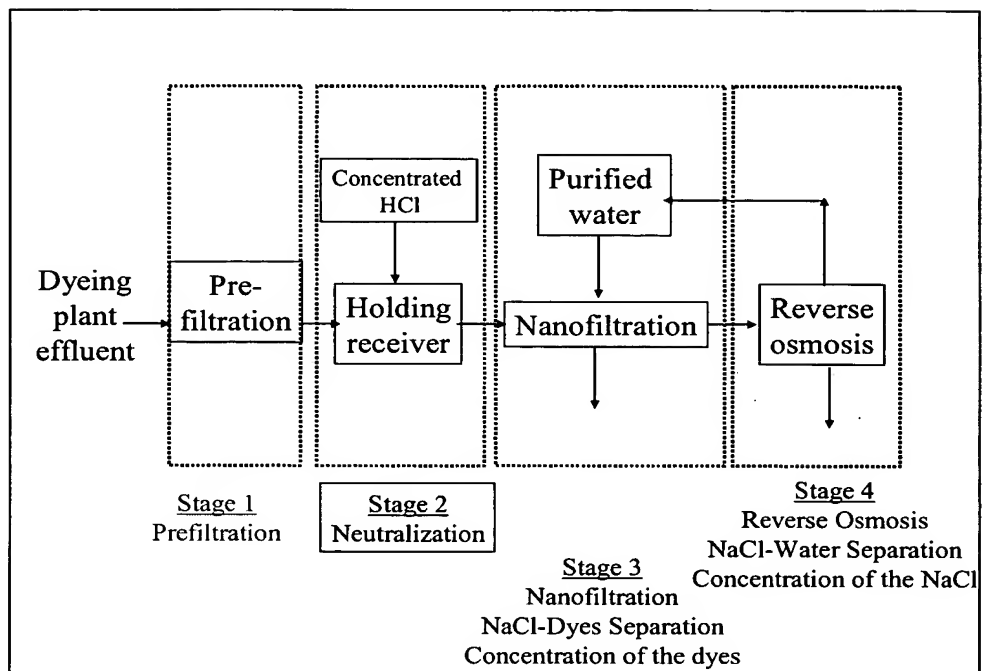 Dyeing
plant
effluent
Pre-
filtration
Concentrated
HCl
Holding
receiver
Purified
water
Nanofiltration
Reverse
osmosis
Stage 1
Prefiltration
Stage 2
Neutralization
Stage 3
Nanofiltration
NaCl-Dyes Separation
Concentration of the dyes
Stage 4
Reverse Osmosis
NaCl-Water Separation
Concentration of the NaCl